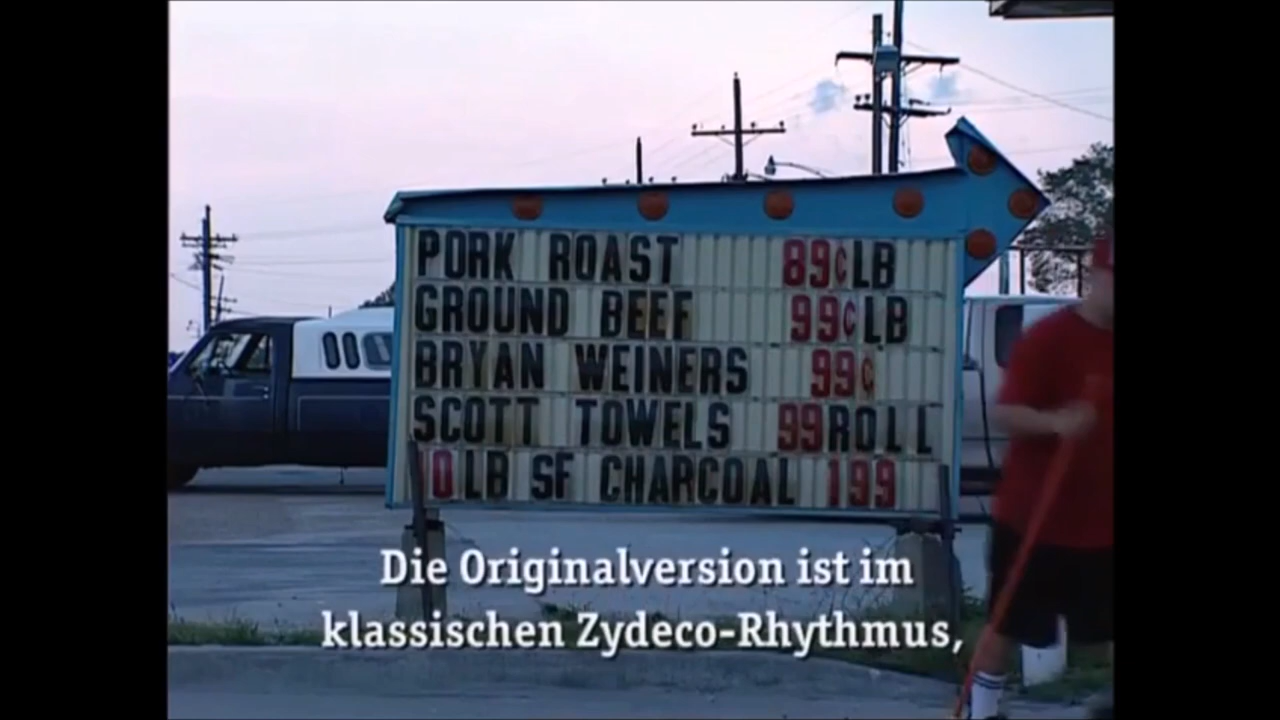 PORK ROAST 89¢LB
GROUND BEEF 99¢LB
BRYAN WEINERS 99¢
SCOTT TOWELS 99ROLL
10LB SF CHARCOAL 199
Die Originalversion ist im
klassischen Zydeco-Rhythmus,